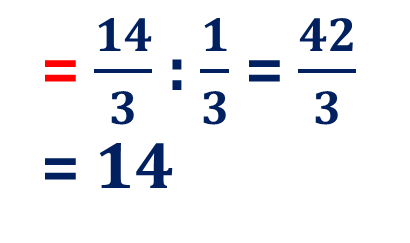 = 14/3 : 1/3 = 42/3
= 14